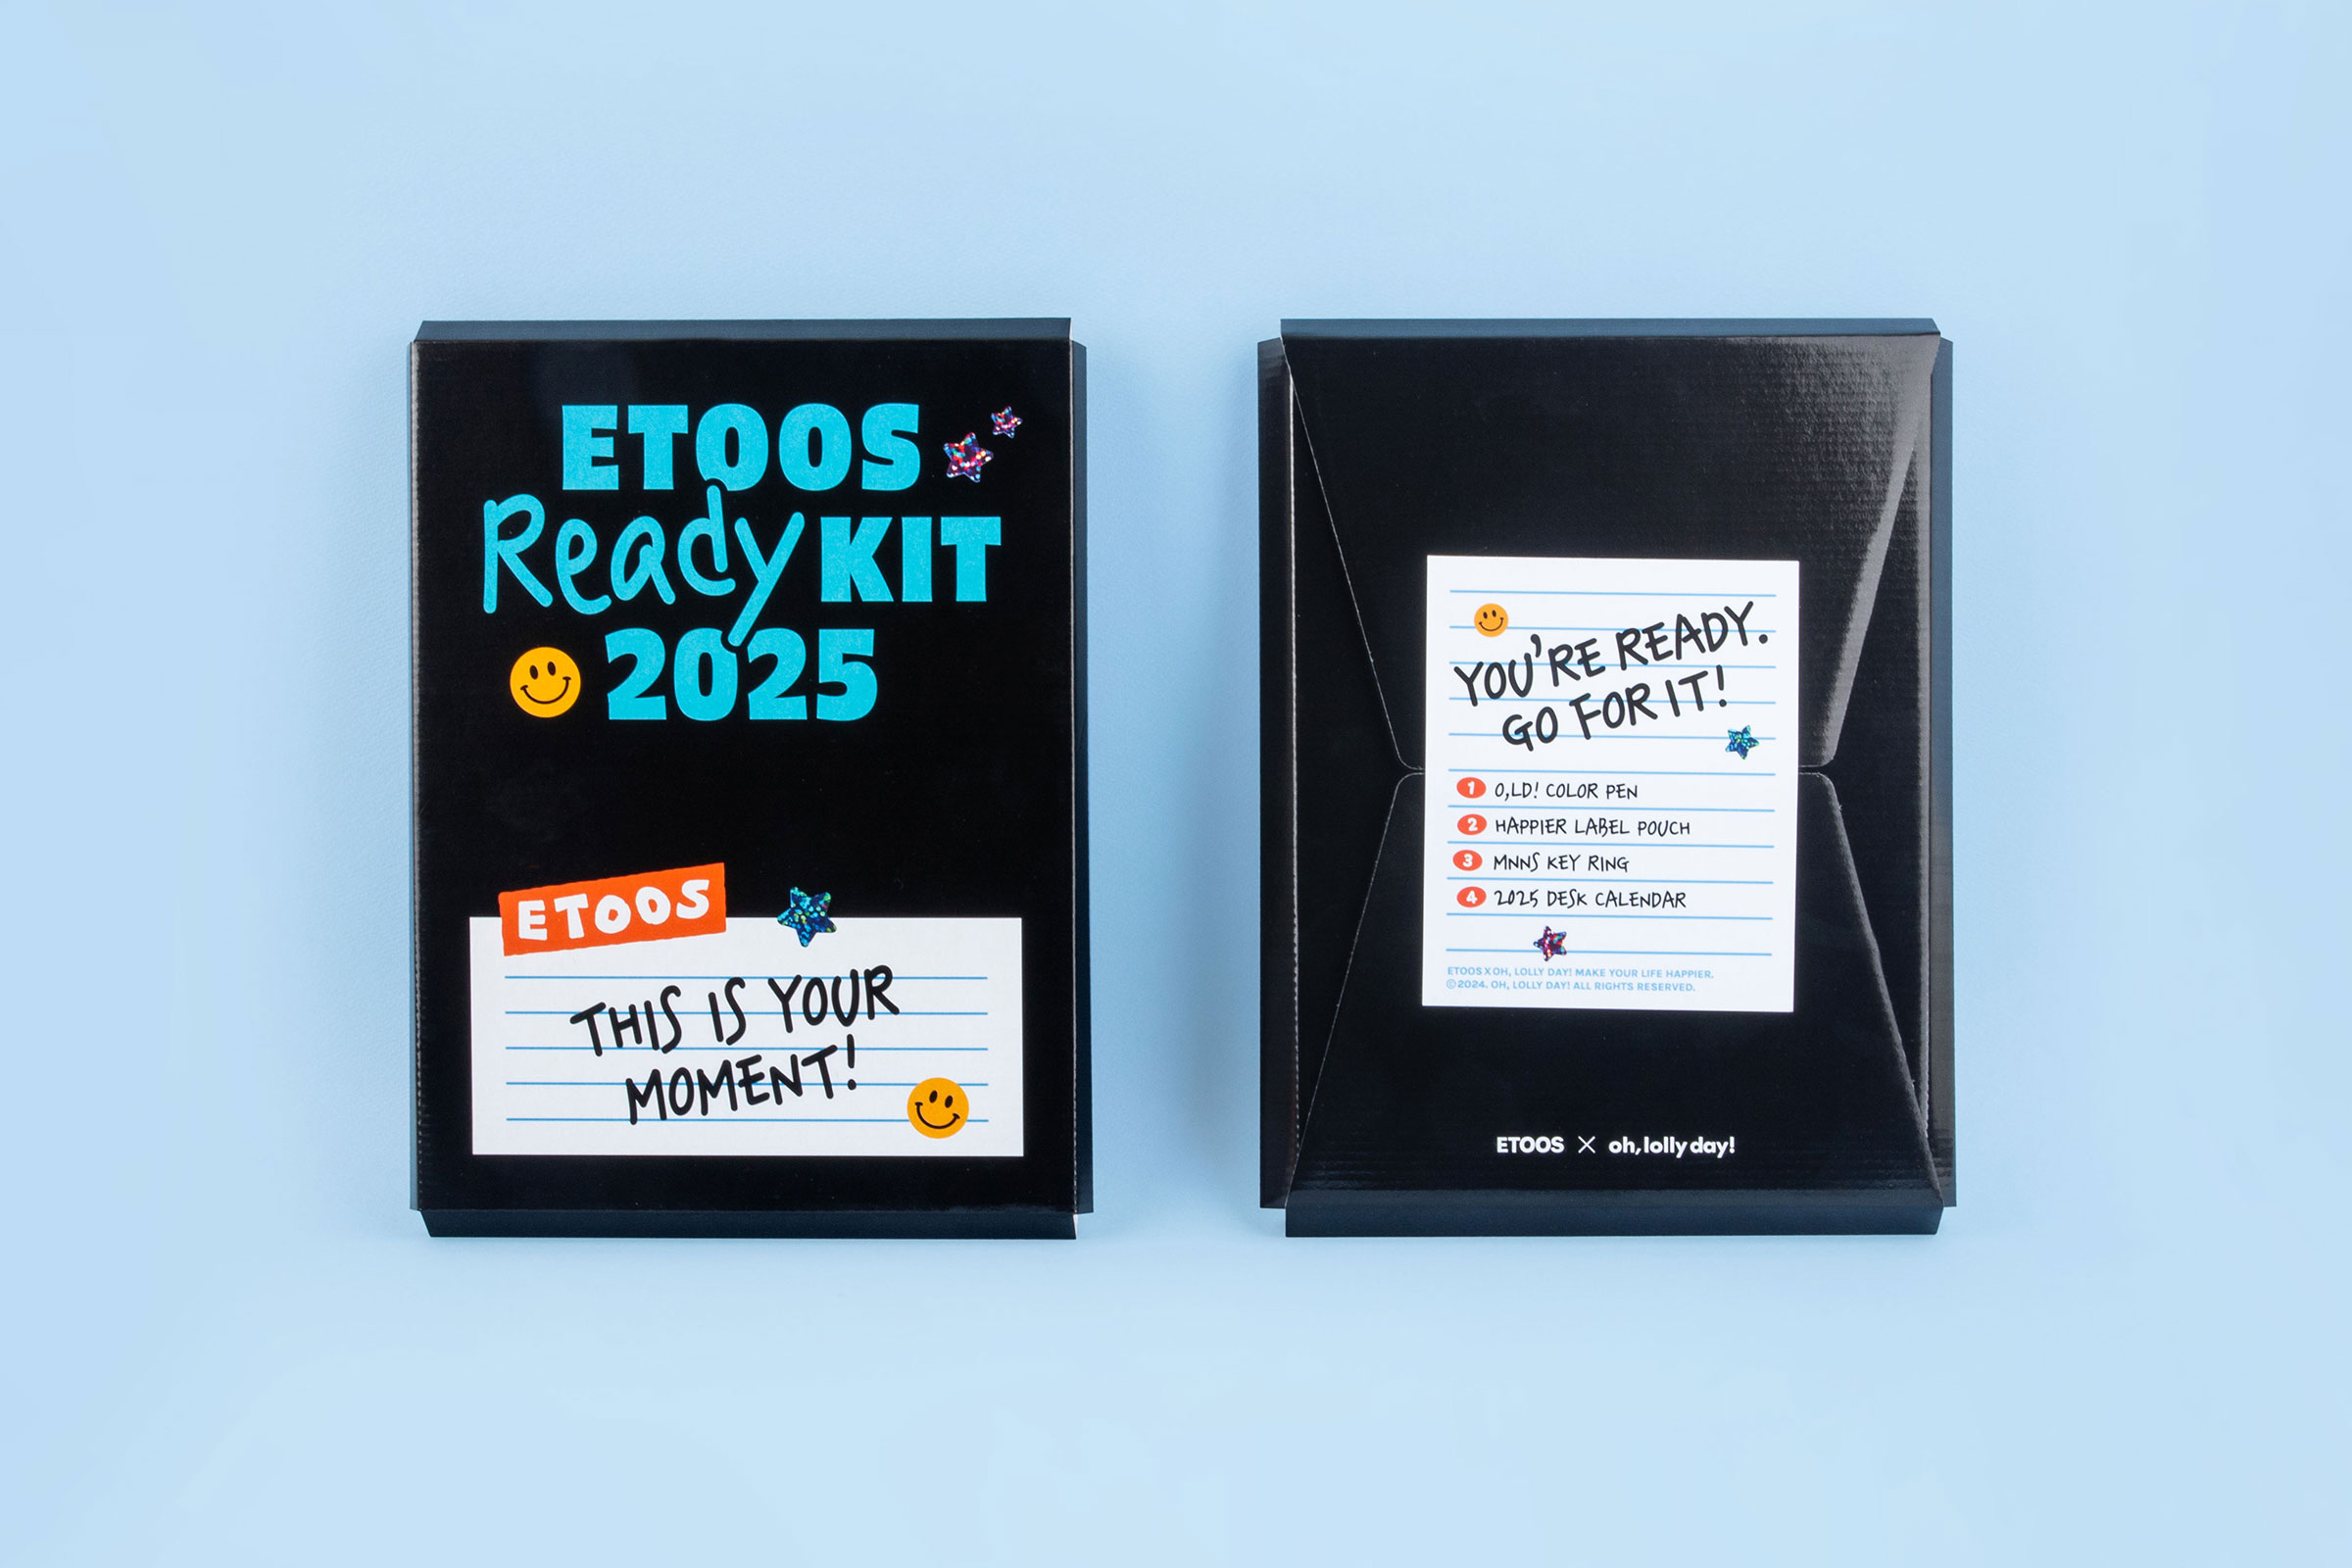 ETOOS
Ready KIT
2025
ETOOS
THIS IS YOUR
MOMENT!
YOU'RE READY.
GO FOR IT!
1 O,LD! COLOR PEN
2 HAPPIER LABEL POUCH
3 MNNS KEY RING
4 2025 DESK CALENDAR
ETOOS X OH, LOLLY DAY! MAKE YOUR LIFE HAPPIER.
©2024. OH, LOLLY DAY! ALL RIGHTS RESERVED.
ETOOS X oh, lolly day!